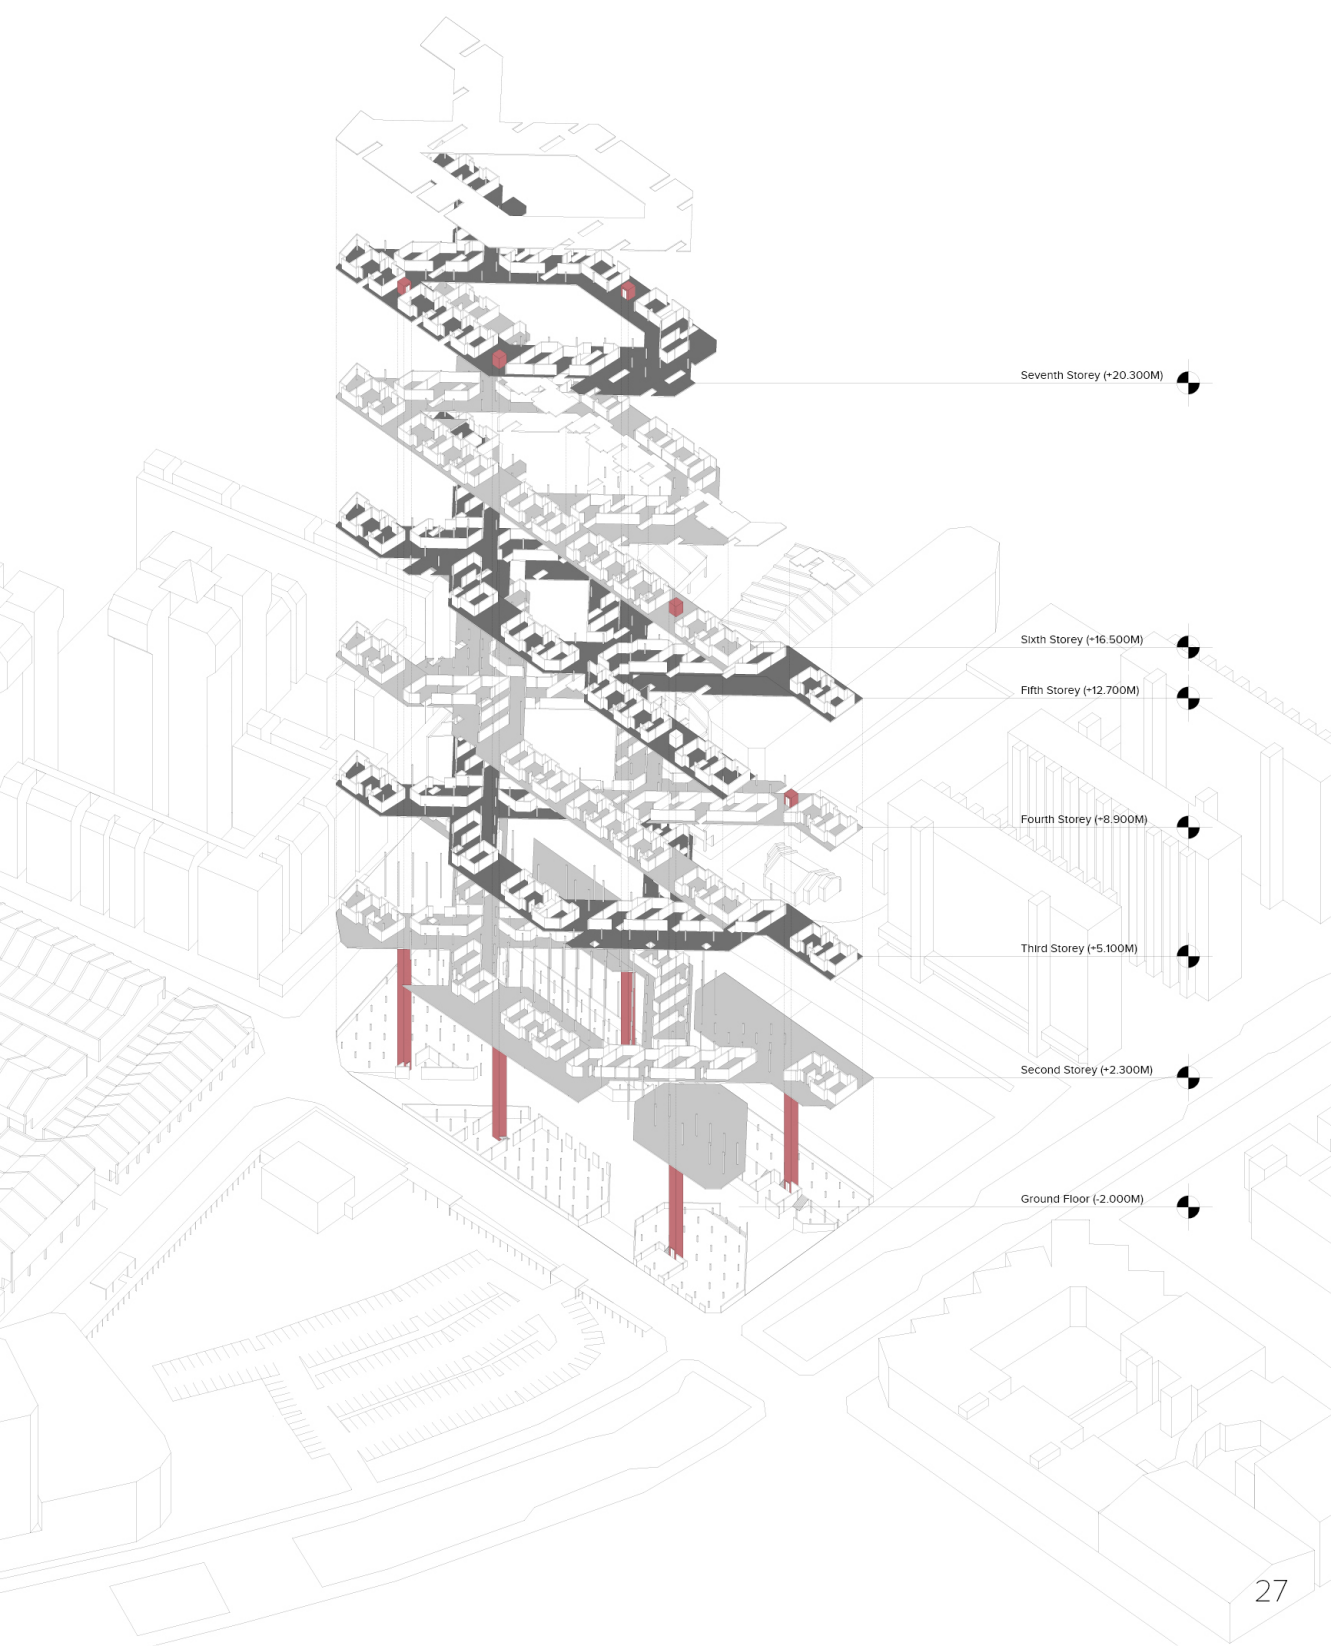 Seventh Storey (+20.300M)
Sixth Storey (+16.500M)
Fifth Storey (+12.700M)
Fourth Storey (+8.900M)
Third Storey (+5.100M)
Second Storey (+2.300M)
Ground Floor (-2.000M)
27